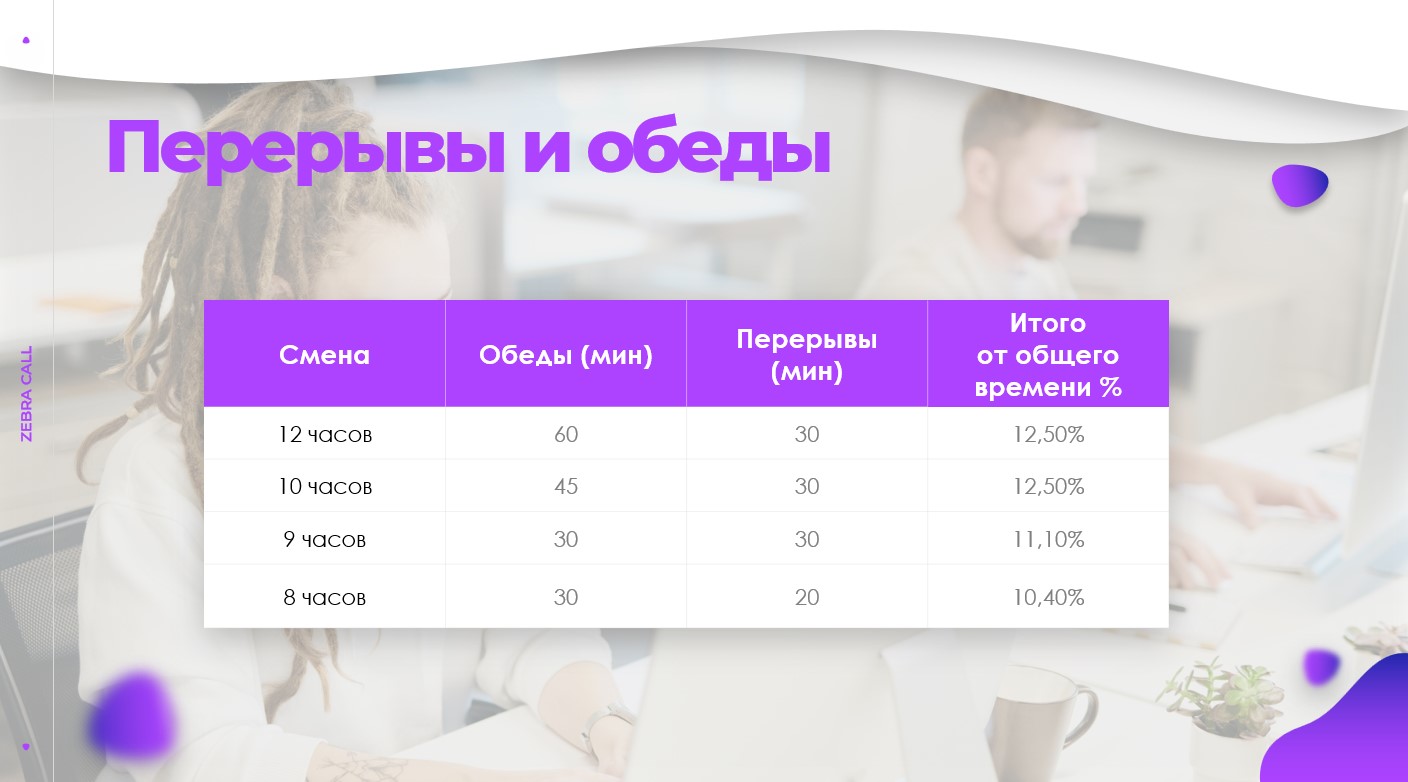 Перерывы и обеды
ZEBRA CALL
Смена
Обеды (мин)
Перерывы
(мин)
Итого
от общего
времени %
12 часов
60
30
12,50%
10 часов
45
30
12,50%
9 часов
30
30
11,10%
8 часов
30
20
10,40%